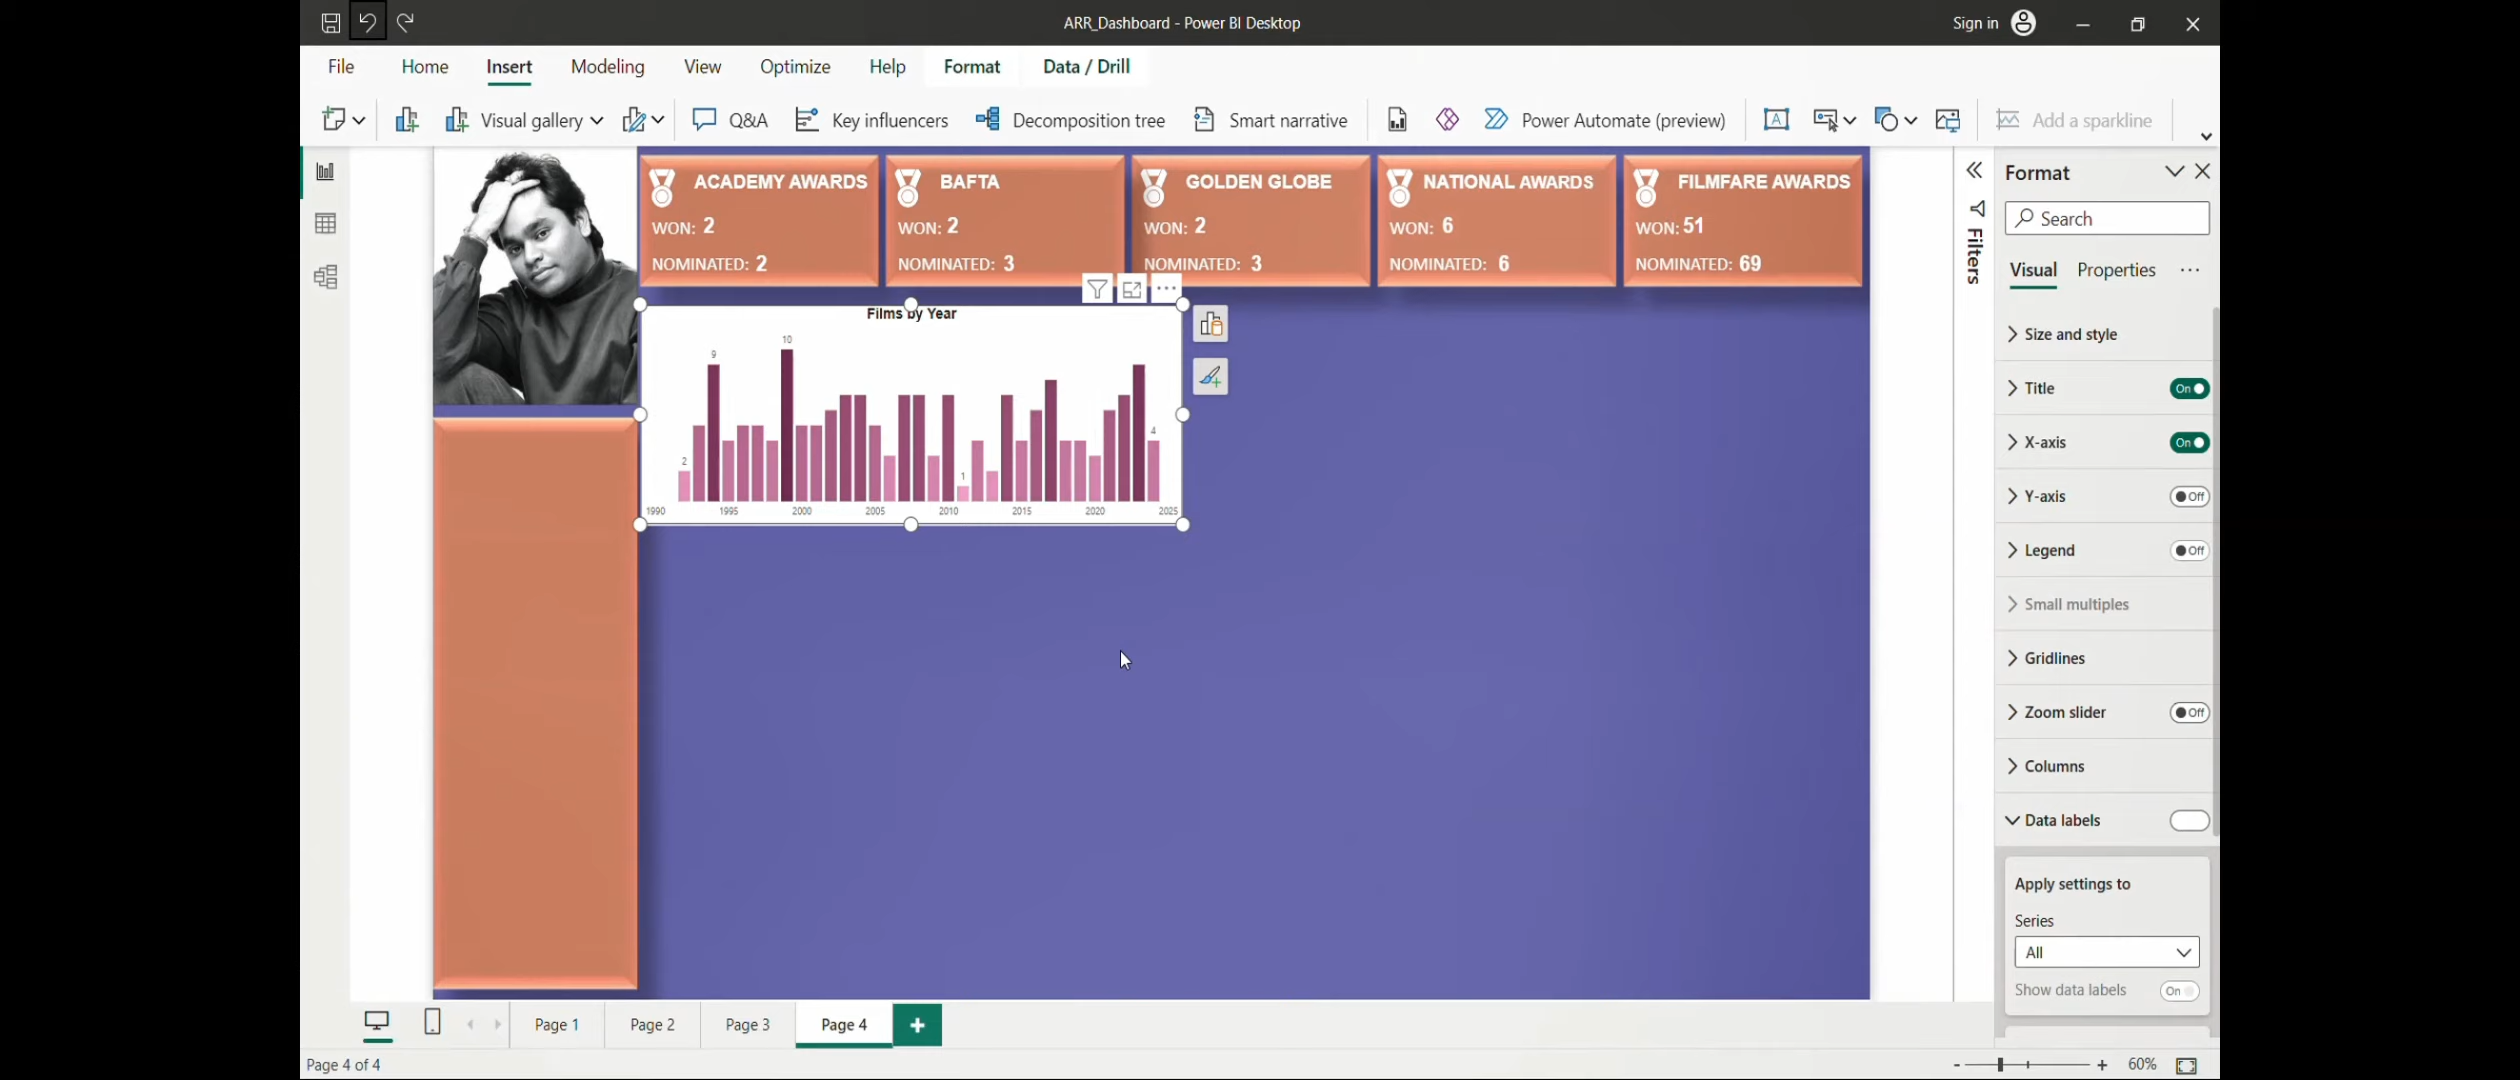 ARR_Dashboard - Power BI Desktop
Sign in
File Home Insert Modeling View Optimize Help Format Data / Drill
Visual gallery Q&A Key influencers Decomposition tree Smart narrative Power Automate (preview) A Add a sparkline
ACADEMY AWARDS
WON: 2
NOMINATED: 2
BAFTA
WON: 2
NOMINATED: 3
GOLDEN GLOBE
WON: 2
NOMINATED: 3
NATIONAL AWARDS
WON: 6
NOMINATED: 6
FILMFARE AWARDS
WON: 51
NOMINATED: 69
Films by Year
10
9
4
2
1
1990 1995 2000 2005 2010 2015 2020 2025
Filters
Format
Search
Visual Properties
Size and style
Title On
X-axis On
Y-axis Off
Legend Off
Small multiples
Gridlines
Zoom slider Off
Columns
Data labels
Apply settings to
Series
All
Show data labels On
Page 1 Page 2 Page 3 Page 4 +
Page 4 of 4
- + 60%